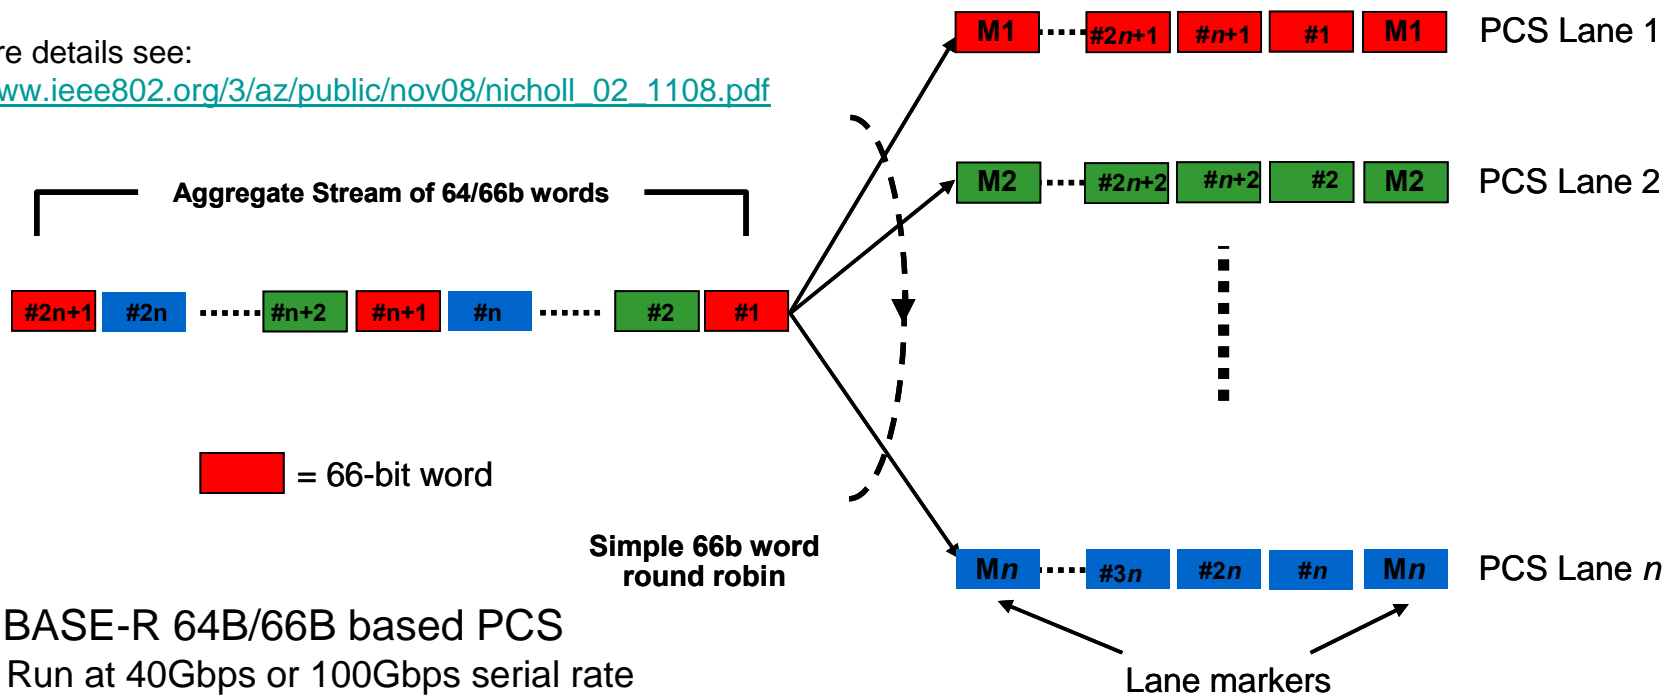 M1 #2n+1 #n+1 #1 M1 PCS Lane 1
re details see:
ww.ieee802.org/3/az/public/nov08/nicholl_02_1108.pdf
M2 #2n+2 #n+2 #2 M2 PCS Lane 2
Aggregate Stream of 64/66b words
#2n+1 #2n #n+2 #n+1 #n #2 #1
= 66-bit word
Simple 66b word
round robin
Mn #3n #2n #n Mn PCS Lane n
BASE-R 64B/66B based PCS
Run at 40Gbps or 100Gbps serial rate
Lane markers